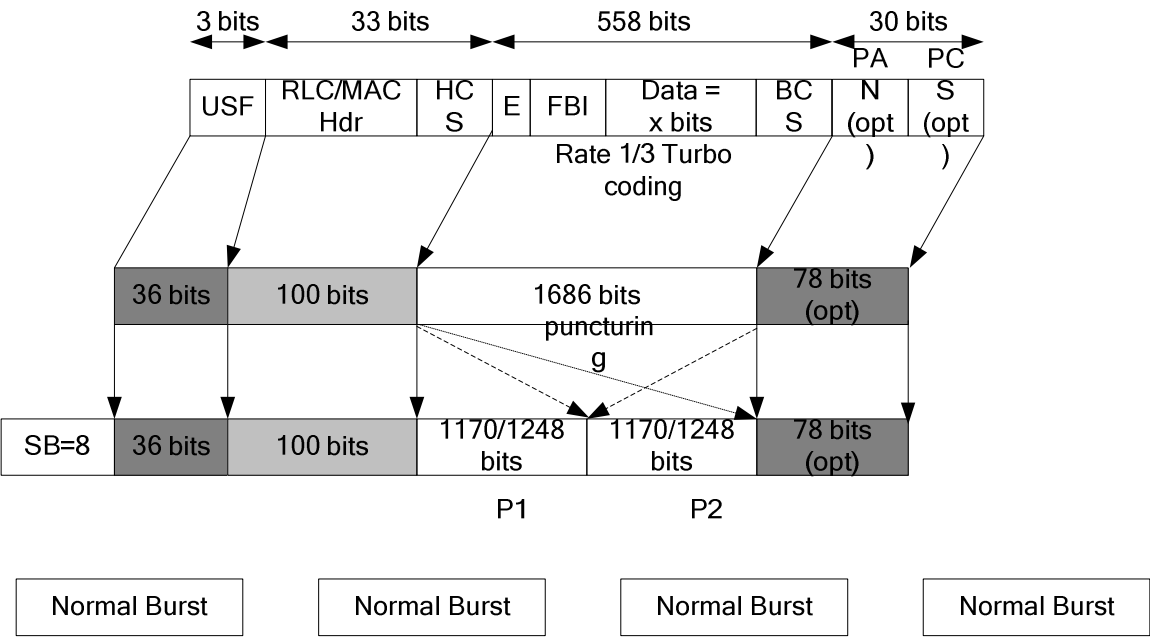 3 bits 33 bits 558 bits 30 bits
USF RLC/MAC Hdr HC S E FBI Data = x bits BC S PA N (opt ) PC S (opt )
Rate 1/3 Turbo
coding
36 bits 100 bits 1686 bits 78 bits (opt)
puncturin
g
SB=8 36 bits 100 bits 1170/1248 bits 1170/1248 bits 78 bits (opt)
P1 P2
Normal Burst Normal Burst Normal Burst Normal Burst